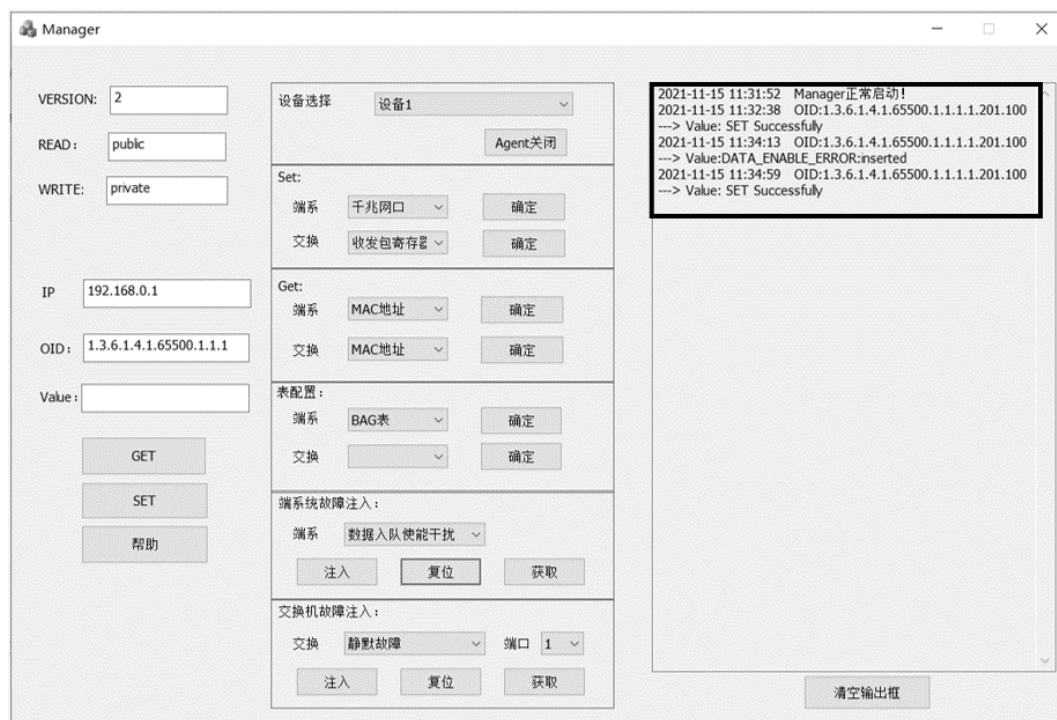 Manager
VERSION: 2
READ: public
WRITE: private
IP 192.168.0.1
OID: 1.3.6.1.4.1.65500.1.1.1
Value:
GET
SET
帮助
设备选择 设备1
Agent关闭
Set:
端系 千兆网口 确定
交换 收发包寄存器 确定
Get:
端系 MAC地址 确定
交换 MAC地址 确定
表配置:
端系 BAG表 确定
交换 确定
端系统故障注入:
端系 数据入队使能干扰
注入 复位 获取
交换机故障注入:
交换 静默故障 端口 1
注入 复位 获取
2021-11-15 11:31:52 Manager正常启动!
2021-11-15 11:32:38 OID:1.3.6.1.4.1.65500.1.1.1.1.201.100
---> Value: SET Successfully
2021-11-15 11:34:13 OID:1.3.6.1.4.1.65500.1.1.1.1.201.100
---> Value:DATA_ENABLE_ERROR:inserted
2021-11-15 11:34:59 OID:1.3.6.1.4.1.65500.1.1.1.1.201.100
---> Value: SET Successfully
清空输出框